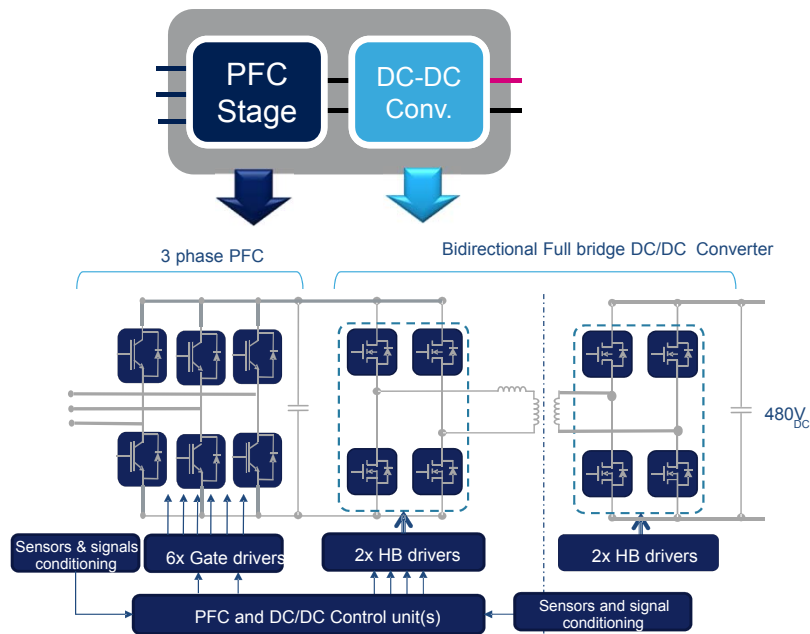 PFC
Stage
DC-DC
Conv.
3 phase PFC
Bidirectional Full bridge DC/DC Converter
480VDC
Sensors & signals
conditioning
6x Gate drivers
2x HB drivers
2x HB drivers
PFC and DC/DC Control unit(s)
Sensors and signal
conditioning